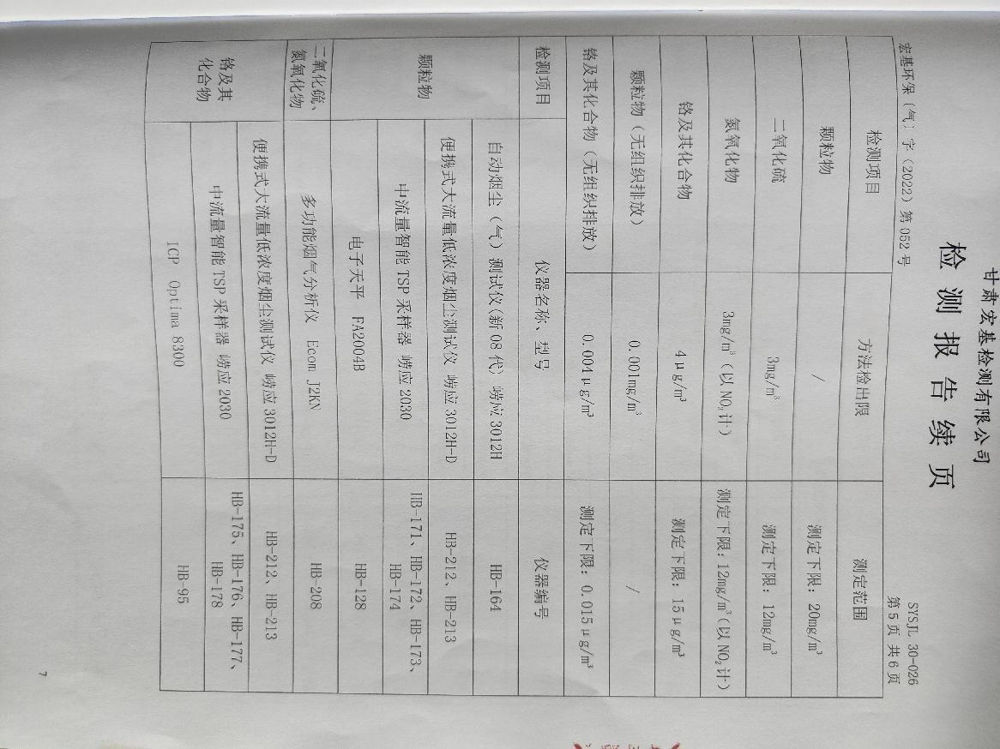 甘肃宏基检测有限公司
检测报告续页
SYSJL 30-026
宏基环保(气)字(2022)第052号
第5页 共6页
检测项目 方法检出限 测定范围
颗粒物 / 测定下限：20mg/m³
二氧化硫 3mg/m³ 测定下限：12mg/m³
氮氧化物 3mg/m³(以NO₂计) 测定下限：12mg/m³(以NO₂计)
铬及其化合物 4μg/m³ 测定下限：15μg/m³
颗粒物(无组织排放) 0.001mg/m³ /
铬及其化合物(无组织排放) 0.004μg/m³ 测定下限：0.015μg/m³
检测项目 仪器名称、型号 仪器编号
颗粒物
自动烟尘(气)测试仪(新08代) 崂应3012H HB-164
便携式大流量低浓度烟尘测试仪 崂应3012H-D HB-212、HB-213
中流量智能TSP采样器 崂应2030 HB-171、HB-172、HB-173、
HB-174
电子天平 FA2004B HB-128
二氧化硫、
氮氧化物
多功能烟气分析仪 Ecom J2KN HB-208
铬及其
化合物
便携式大流量低浓度烟尘测试仪 崂应3012H-D HB-212、HB-213
中流量智能TSP采样器 崂应2030 HB-175、HB-176、HB-177、
HB-178
ICP Optima 8300 HB-95
7